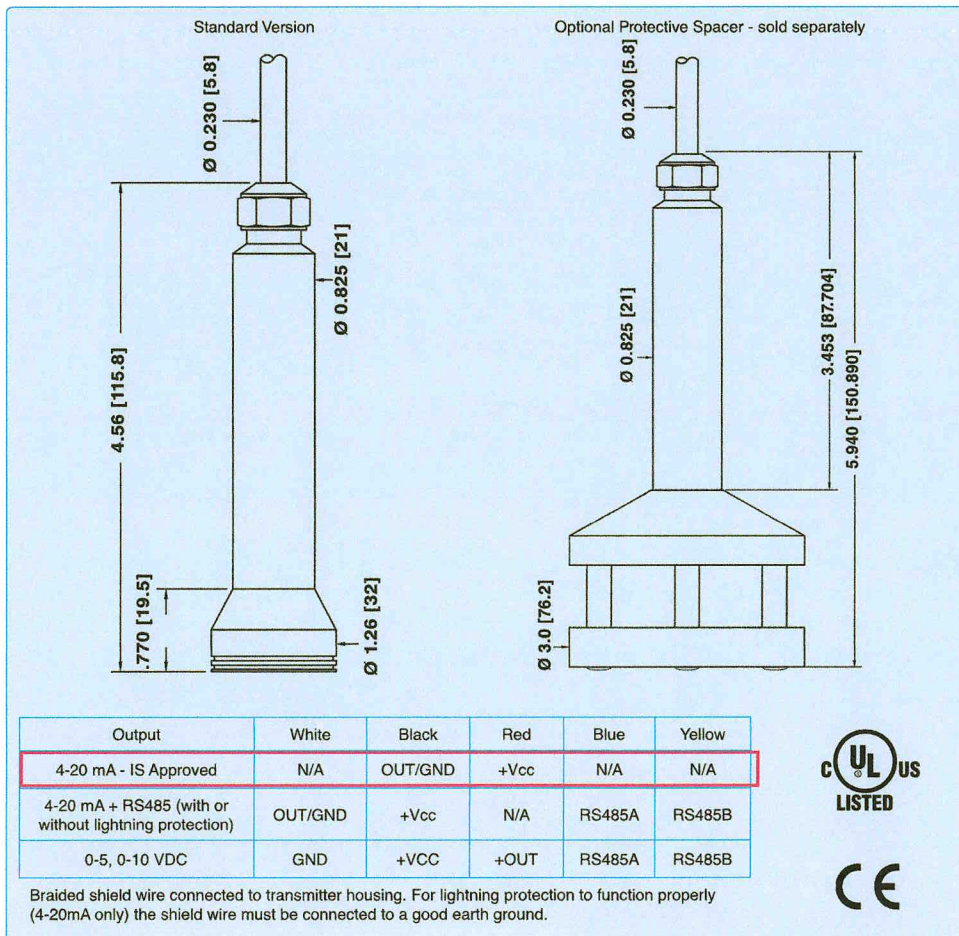 Standard Version
Ø 0.230 [5.8]
4.56 [115.8]
Ø 0.825 [21]
.770 [19.5]
Ø 1.26 [32]
Optional Protective Spacer - sold separately
Ø 0.230 [5.8]
Ø 0.825 [21]
3.453 [87.704]
5.940 [150.890]
Ø 3.0 [76.2]
Output White Black Red Blue Yellow
4-20 mA - IS Approved N/A OUT/GND +Vcc N/A N/A
4-20 mA + RS485 (with or
without lightning protection) OUT/GND +Vcc N/A RS485A RS485B
0-5, 0-10 VDC GND +VCC +OUT RS485A RS485B
Braided shield wire connected to transmitter housing. For lightning protection to function properly
(4-20mA only) the shield wire must be connected to a good earth ground.
C UL ® US
LISTED
CE